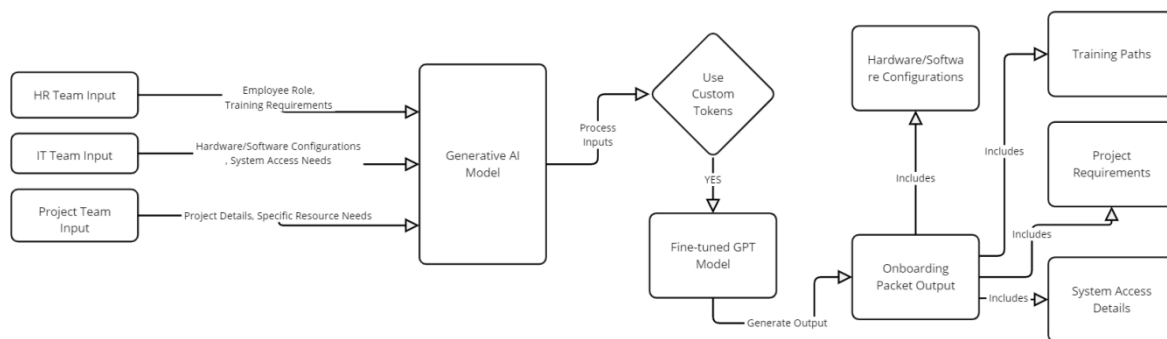 HR Team Input
Employee Role,
Training Requirements
IT Team Input
Hardware/Software Configurations
, System Access Needs
Project Team
Input
Project Details, Specific Resource Needs
Generative AI
Model
Process
Inputs
Use
Custom
Tokens
YES
Fine-tuned GPT
Model
Generate Output
Onboarding
Packet Output
Includes
Hardware/Softwa
re Configurations
Includes
Training Paths
Includes
Project
Requirements
Includes
System Access
Details